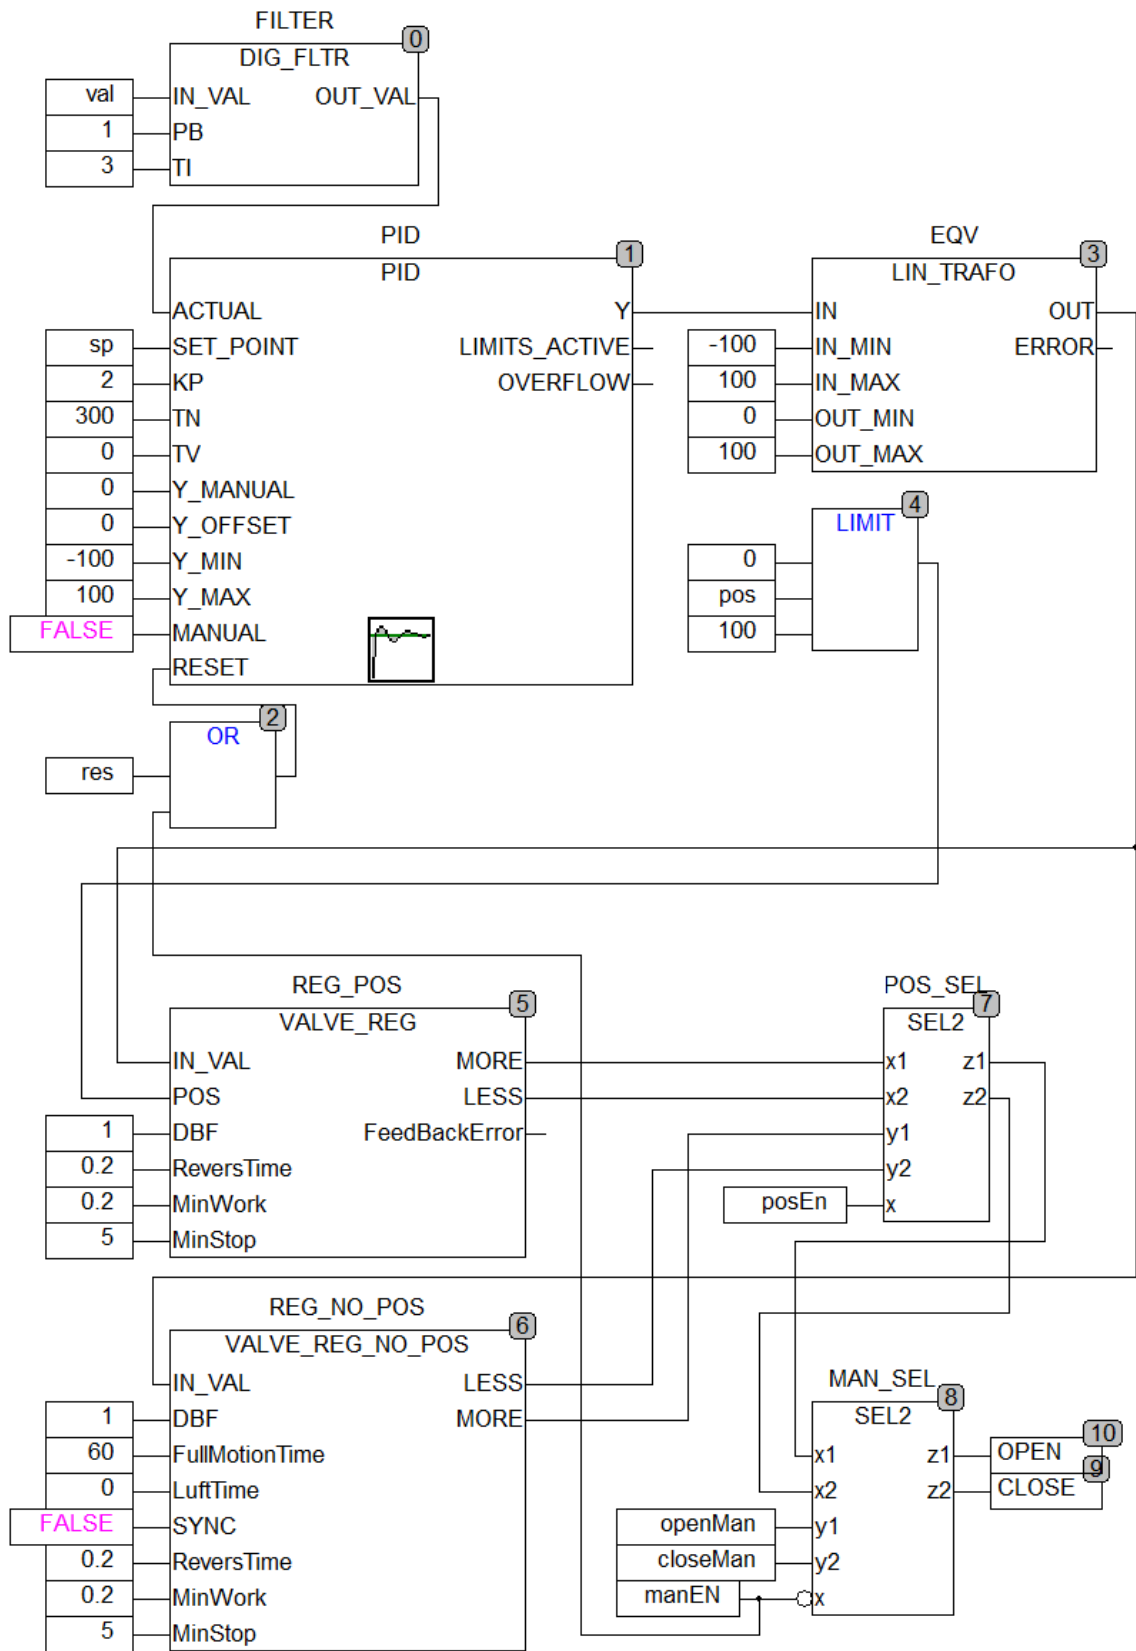 FILTER
0
DIG_FLTR
val IN_VAL OUT_VAL
1 PB
3 TI
PID EQV
1 3
PID LIN_TRAFO
ACTUAL Y IN OUT
sp SET_POINT LIMITS_ACTIVE -100 IN_MIN ERROR
2 KP OVERFLOW 100 IN_MAX
300 TN 0 OUT_MIN
0 TV 100 OUT_MAX
0 Y_MANUAL 4
0 Y_OFFSET LIMIT
-100 Y_MIN 0
100 Y_MAX pos
FALSE MANUAL 100
RESET
2
OR
res
REG_POS POS_SEL
5 7
VALVE_REG SEL2
IN_VAL MORE x1 z1
POS LESS x2 z2
1 DBF FeedBackError y1
0.2 ReversTime y2
0.2 MinWork posEn x
5 MinStop
REG_NO_POS
6
VALVE_REG_NO_POS
IN_VAL LESS MAN_SEL
8
1 DBF MORE SEL2
10
60 FullMotionTime x1 z1 OPEN
9
0 LuftTime x2 z2 CLOSE
FALSE SYNC openMan y1
0.2 ReversTime closeMan y2
0.2 MinWork manEN x
5 MinStop